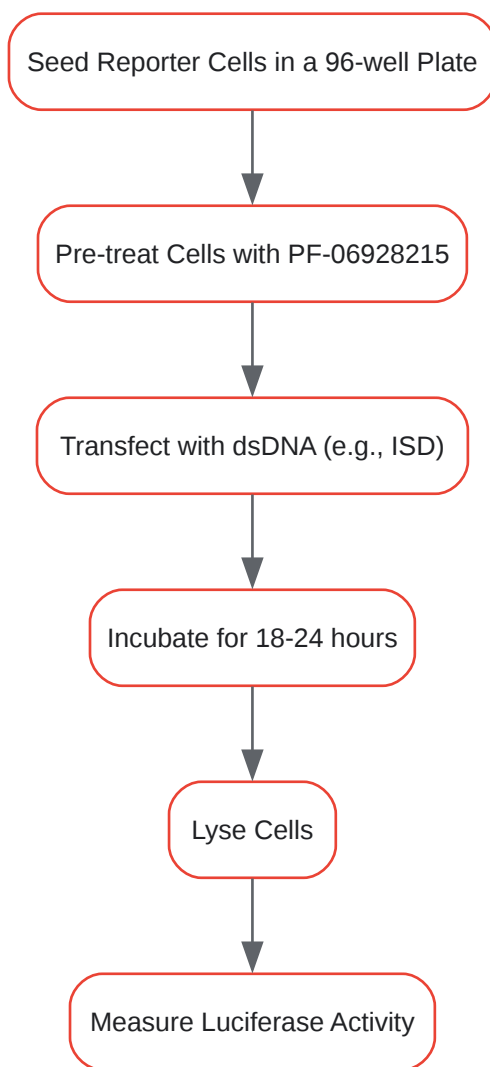 Seed Reporter Cells in a 96-well Plate
Pre-treat Cells with PF-06928215
Transfect with dsDNA (e.g., ISD)
Incubate for 18-24 hours
Lyse Cells
Measure Luciferase Activity